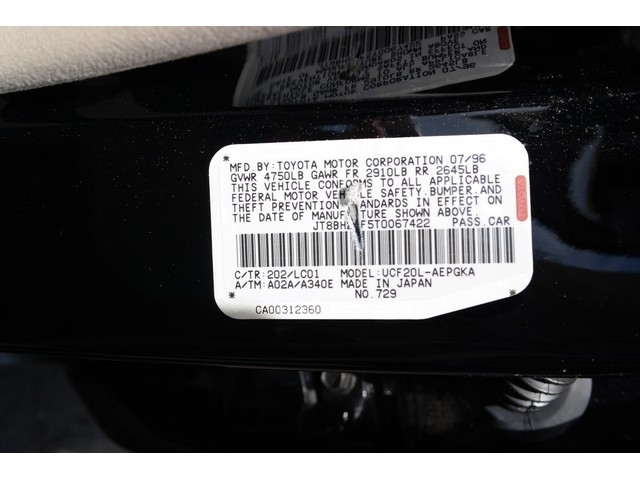 MFD.BY:TOYOTA MOTOR CORPORATION 07/96
GVWR 4750LB GAWR FR 2910LB RR 2645LB
THIS VEHICLE CONFORMS TO ALL APPLICABLE
FEDERAL MOTOR VEHICLE SAFETY,BUMPER,AND
THEFT PREVENTION STANDARDS IN EFFECT ON
THE DATE OF MANUFACTURE SHOWN ABOVE.
PASS.CAR
C/TR:202/LC01 MODEL:UCF20L-AEPGKA
A/TM:A02A/A340E MADE IN JAPAN
NO.729
CA00312360